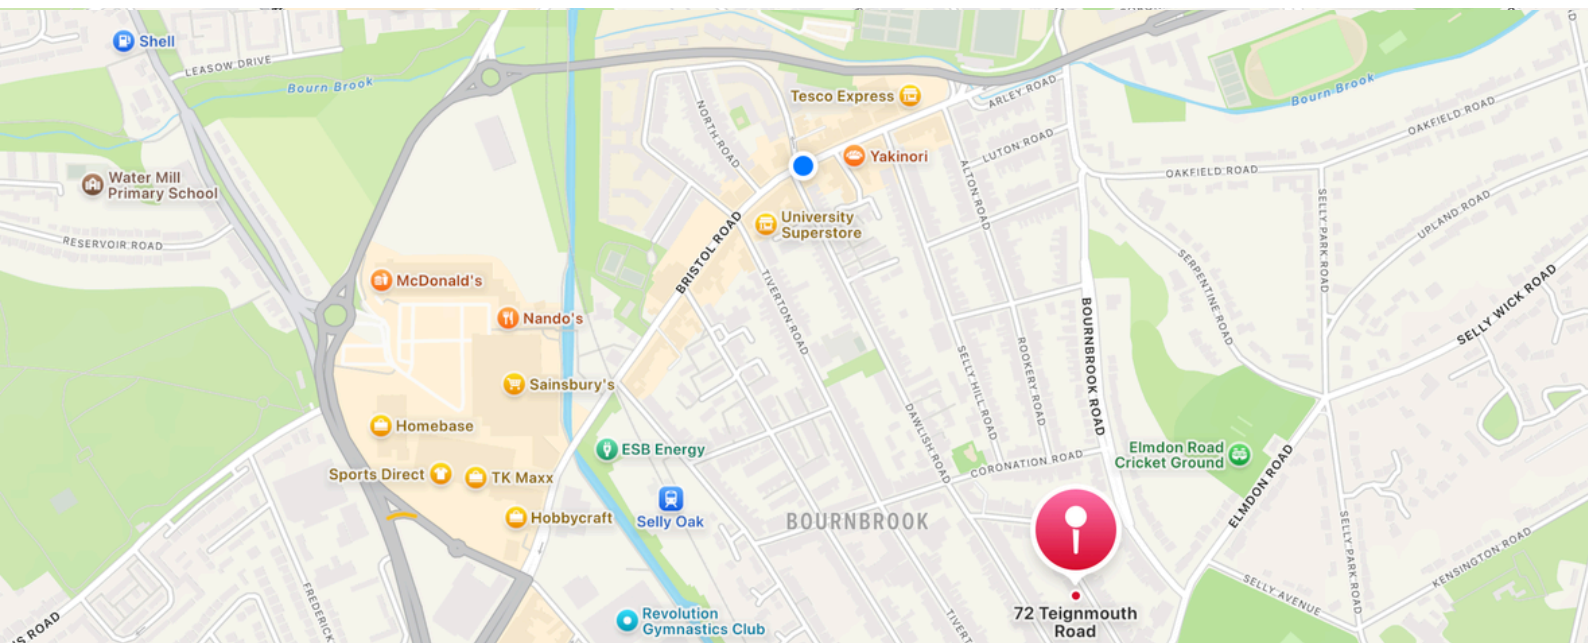 Shell
LEASOW DRIVE
Bourn Brook
Tesco Express
ARLEY ROAD
Bourn Brook
OAKFIELD ROAD
NORTH ROAD
LUTON ROAD
Yakinori
Water Mill
Primary School
OAKFIELD ROAD
ALTON ROAD
SELLY PARK ROAD
UPLAND ROAD
University
Superstore
BRISTOL ROAD
RESERVOIR ROAD
McDonald's
TIVERTON ROAD
SERPENTINE ROAD
SELLY WICK ROAD
Nando's
BOURNBROOK ROAD
SELLY HILL ROAD
ROOKERY ROAD
Sainsbury's
Homebase
DAWLISH ROAD
ESB Energy
Elmdon Road
Cricket Ground
CORONATION ROAD
ELMDON ROAD
Sports Direct
TK Maxx
Hobbycraft
Selly Oak
BOURNBROOK
SELLY PARK ROAD
KENSINGTON ROAD
SELLY AVENUE
FREDERICK
Revolution
Gymnastics Club
TIVERT
72 Teignmouth
Road
S ROAD